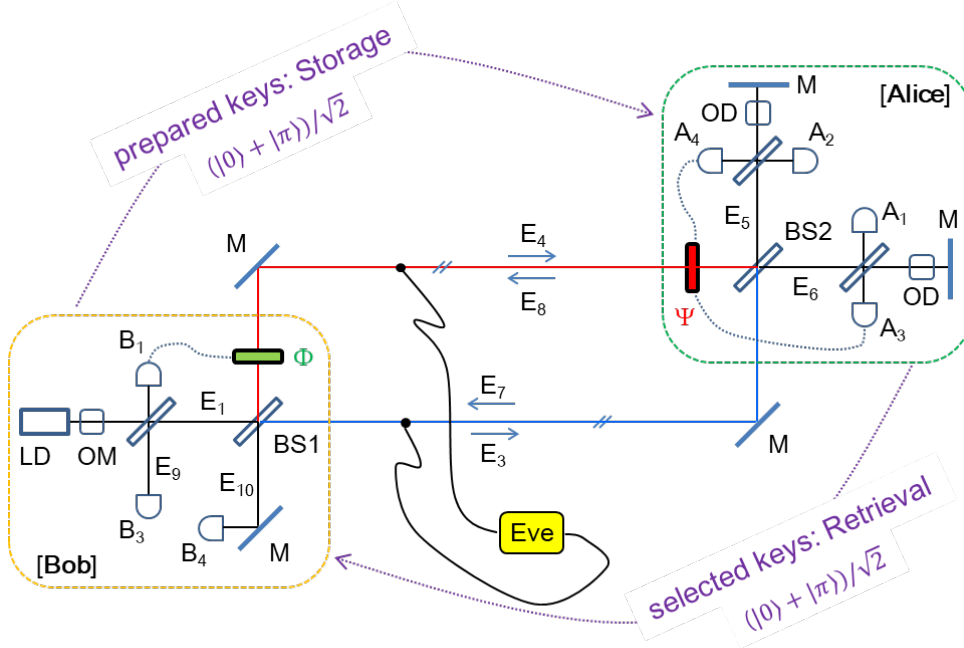 prepared keys: Storage
(|0⟩ + |π⟩)/√2
[Alice]
M
OD
A₄
A₂
E₅
BS2
A₁
M
E₆
OD
A₃
Ψ
M
E₄
E₈
B₁
Φ
E₁
LD
OM
BS1
E₉
E₁₀
B₃
B₄
M
[Bob]
E₇
E₃
M
Eve
selected keys: Retrieval
(|0⟩ + |π⟩)/√2